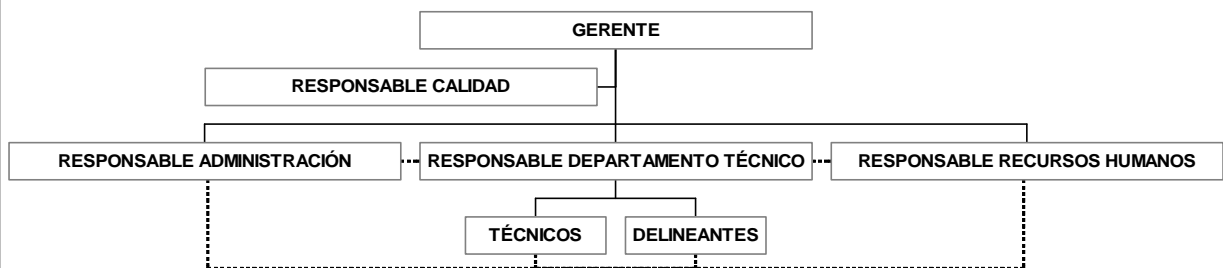 GERENTE
RESPONSABLE CALIDAD
RESPONSABLE ADMINISTRACIÓN
RESPONSABLE DEPARTAMENTO TÉCNICO
RESPONSABLE RECURSOS HUMANOS
TÉCNICOS
DELINEANTES